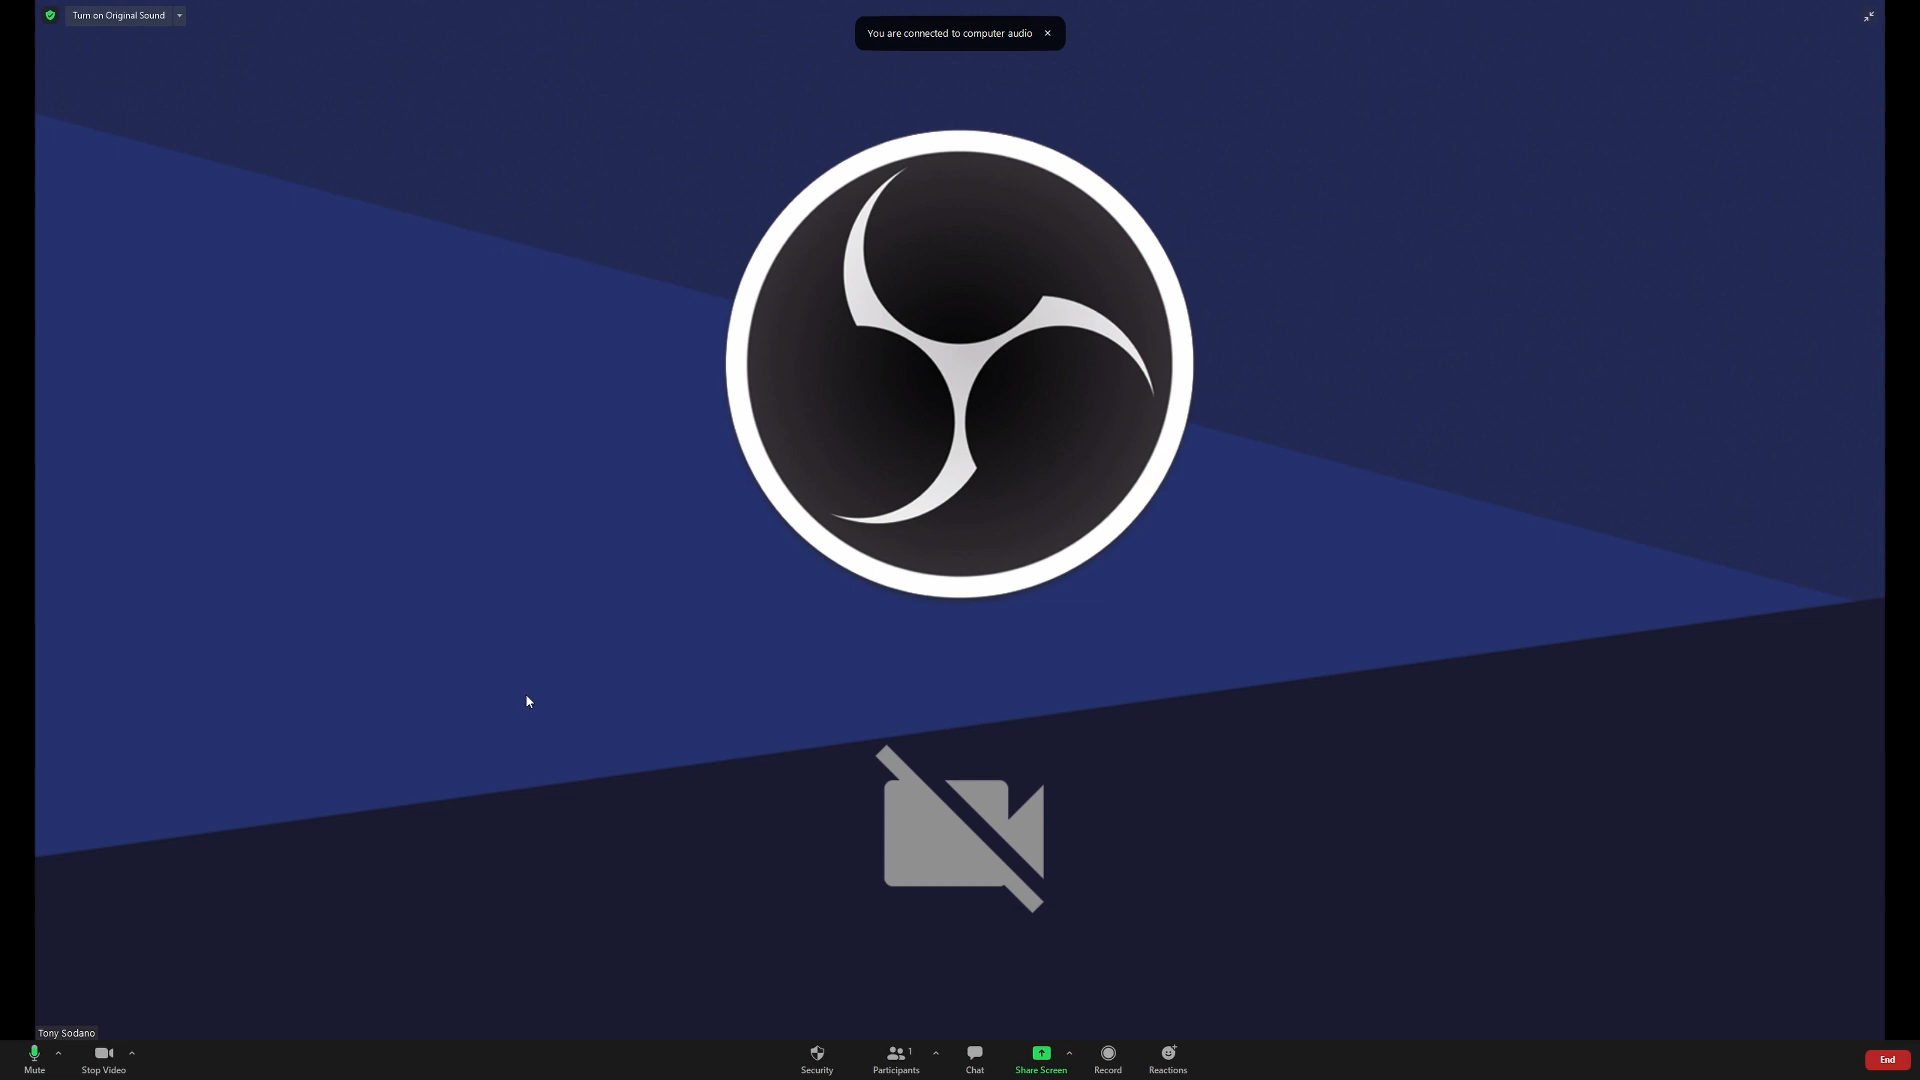 Turn on Original Sound
You are connected to computer audio
Tony Sodano
Mute
Stop Video
Security
Participants
1
Chat
Share Screen
Record
Reactions
End